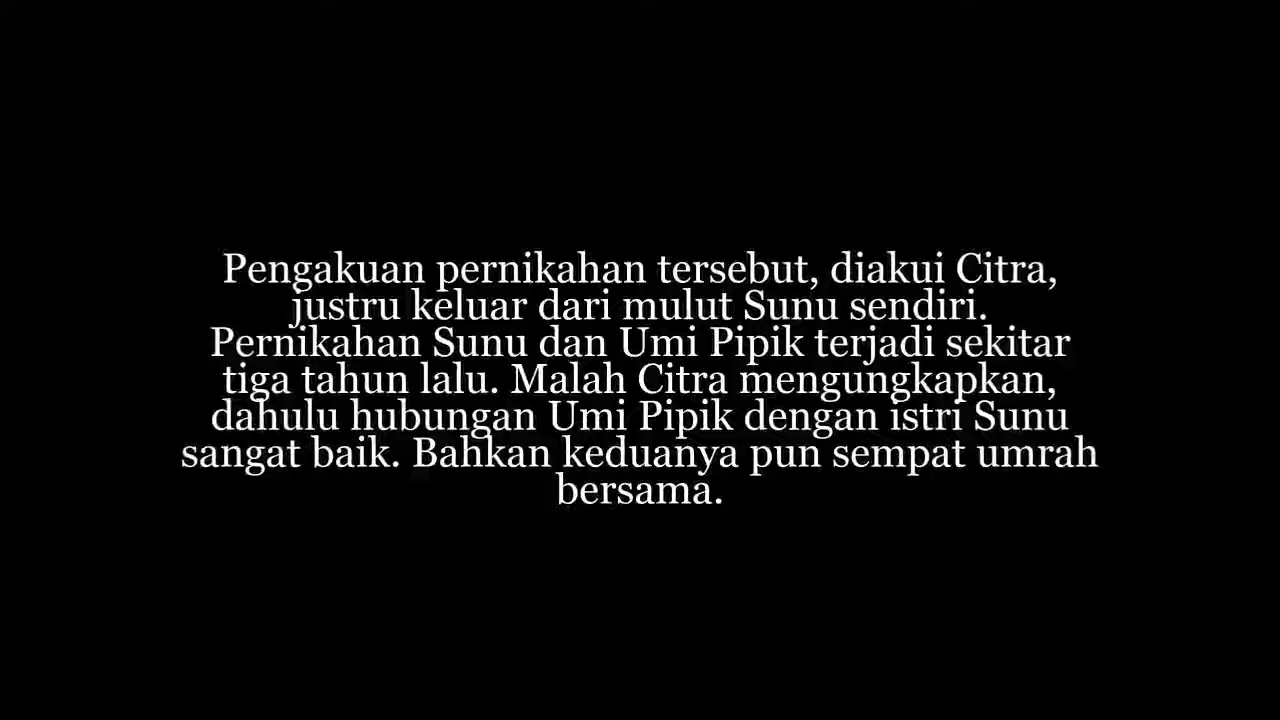 Pengakuan pernikahan tersebut, diakui Citra,
justru keluar dari mulut Sunu sendiri.
Pernikahan Sunu dan Umi Pipik terjadi sekitar
tiga tahun lalu. Malah Citra mengungkapkan,
dahulu hubungan Umi Pipik dengan istri Sunu
sangat baik. Bahkan keduanya pun sempat umrah
bersama.